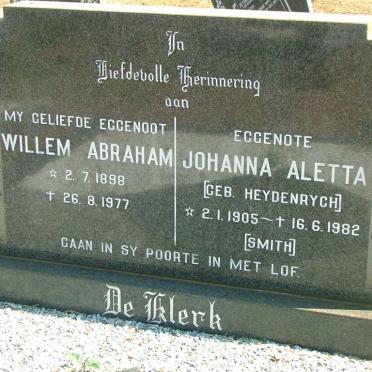 In
Liefdevolle Herinnering
aan
MY GELIEFDE EGGENOOT
WILLEM ABRAHAM
☆ 2.7.1898
† 26.8.1977
EGGENOTE
JOHANNA ALETTA
[GEB. HEYDENRYCH]
☆ 2.1.1905 ~ † 16.6.1982
[SMITH]
GAAN IN SY POORTE IN MET LOF.
De Klerk